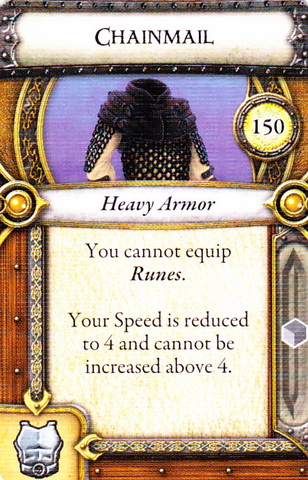 CHAINMAIL
150
Heavy Armor
You cannot equip
Runes.
Your Speed is reduced
to 4 and cannot be
increased above 4.